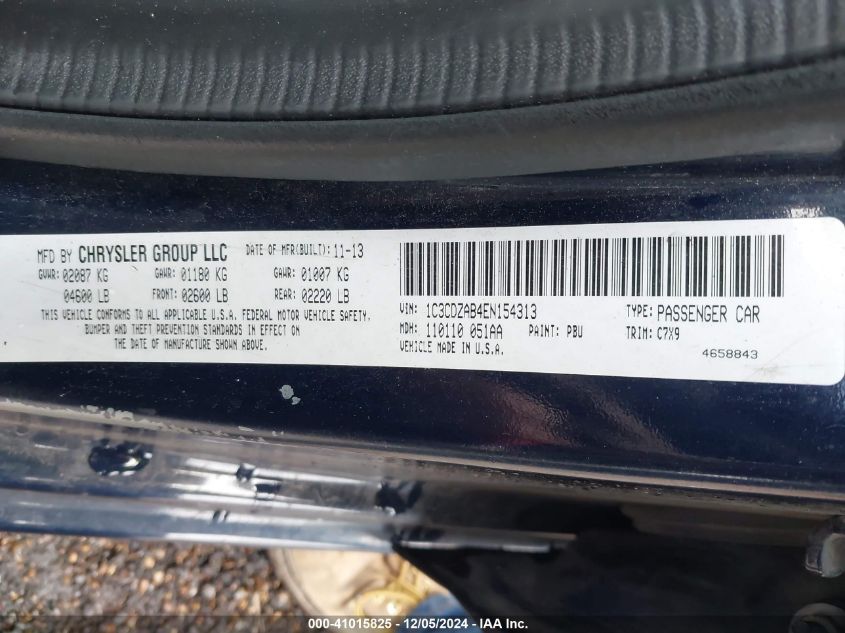 MFD BY CHRYSLER GROUP LLC DATE OF MFR(BUILT): 11-13
GVWR: 02087 KG GAWR: 01180 KG GAWR: 01007 KG
04600 LB FRONT: 02600 LB REAR: 02220 LB
THIS VEHICLE CONFORMS TO ALL APPLICABLE U.S.A. FEDERAL MOTOR VEHICLE SAFETY,
BUMPER AND THEFT PREVENTION STANDARDS IN EFFECT ON
THE DATE OF MANUFACTURE SHOWN ABOVE.
VIN: 1C3CDZAB4EN154313 TYPE: PASSENGER CAR
MDH: 110110 051AA PAINT: PBU TRIM: C7X9
VEHICLE MADE IN U.S.A.
4658843
000-41015825 - 12/05/2024 - IAA Inc.